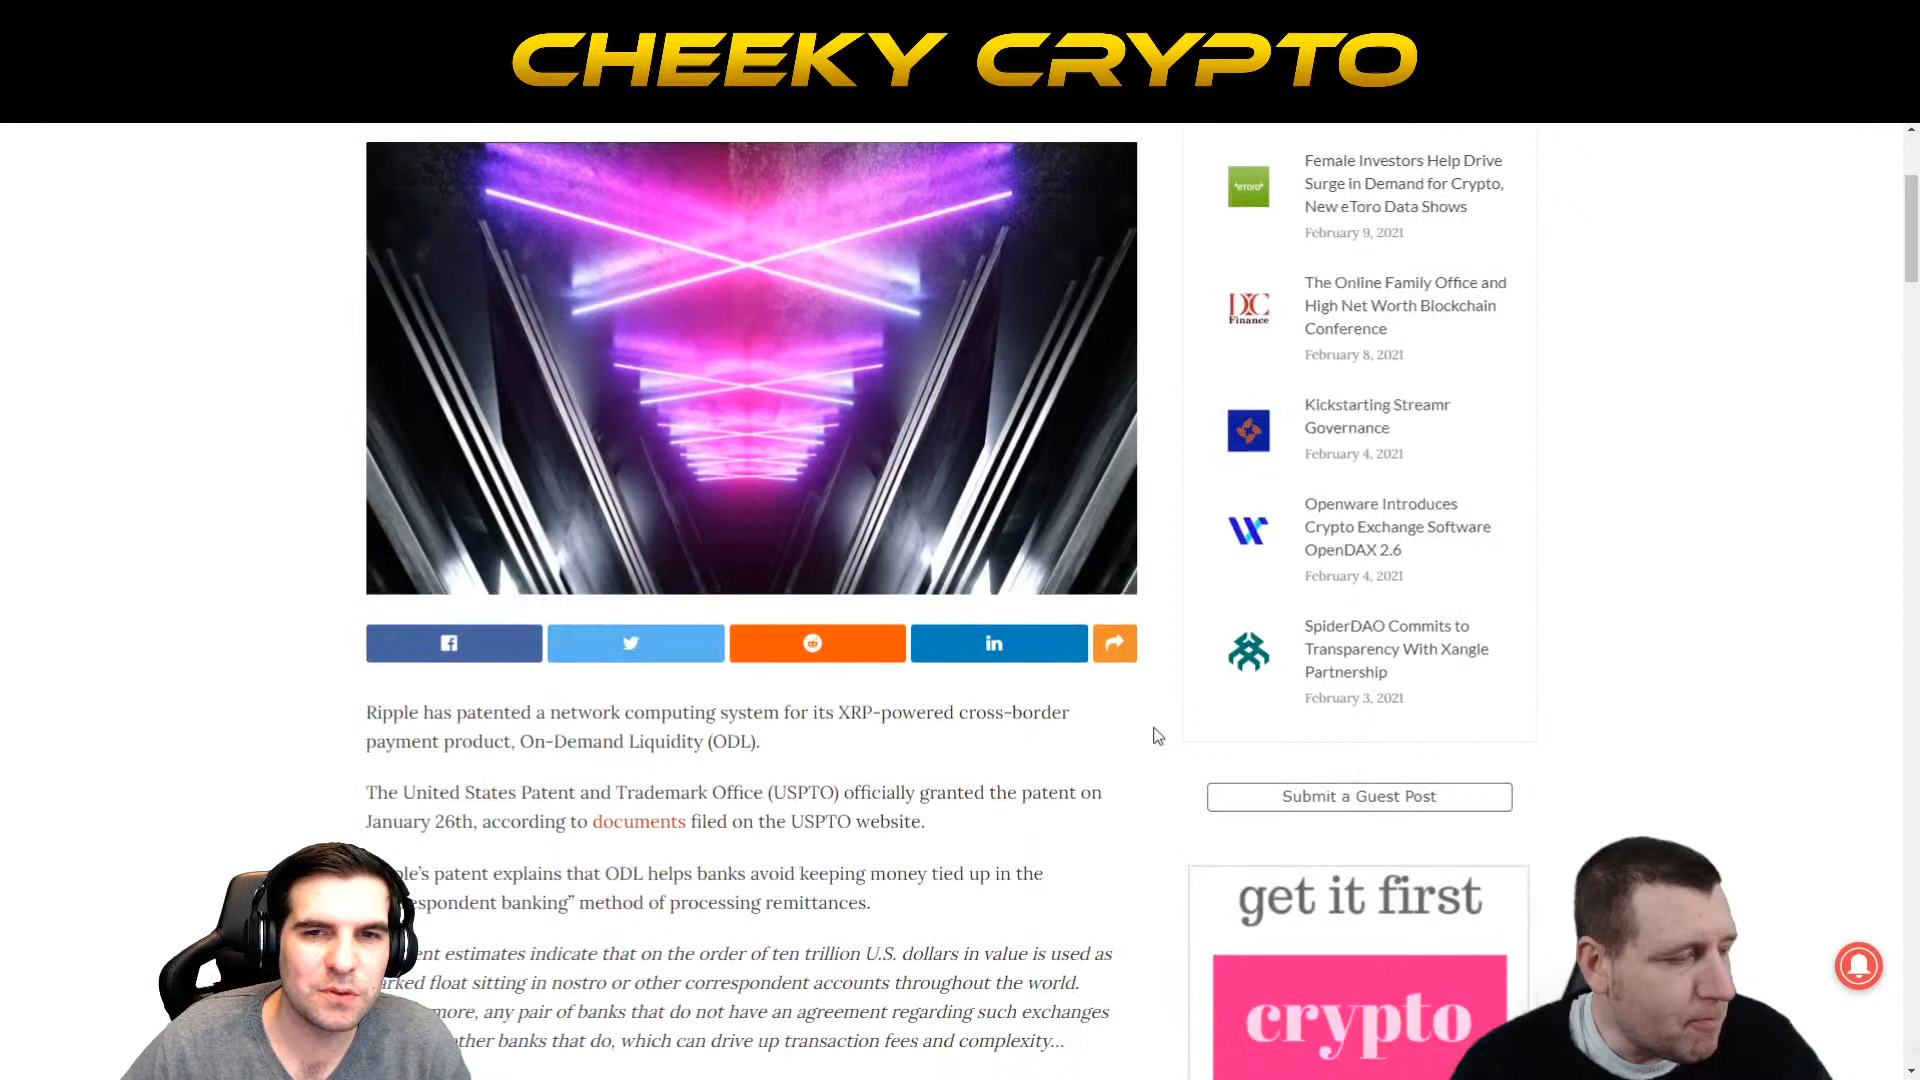 CHEEKY CRYPTO
Female Investors Help Drive
Surge in Demand for Crypto,
New eToro Data Shows
February 9, 2021
eToro
The Online Family Office and
High Net Worth Blockchain
Conference
February 8, 2021
DC
Finance
Kickstarting Streamr
Governance
February 4, 2021
Openware Introduces
Crypto Exchange Software
OpenDAX 2.6
February 4, 2021
SpiderDAO Commits to
Transparency With Xangle
Partnership
February 3, 2021
Ripple has patented a network computing system for its XRP-powered cross-border
payment product, On-Demand Liquidity (ODL).
The United States Patent and Trademark Office (USPTO) officially granted the patent on
January 26th, according to documents filed on the USPTO website.
patent explains that ODL helps banks avoid keeping money tied up in the
banking” method of processing remittances.
estimates indicate that on the order of ten trillion U.S. dollars in value is used as
float sitting in nostro or other correspondent accounts throughout the world.
any pair of banks that do not have an agreement regarding such exchanges
banks that do, which can drive up transaction fees and complexity…
Submit a Guest Post
get it first
crypto